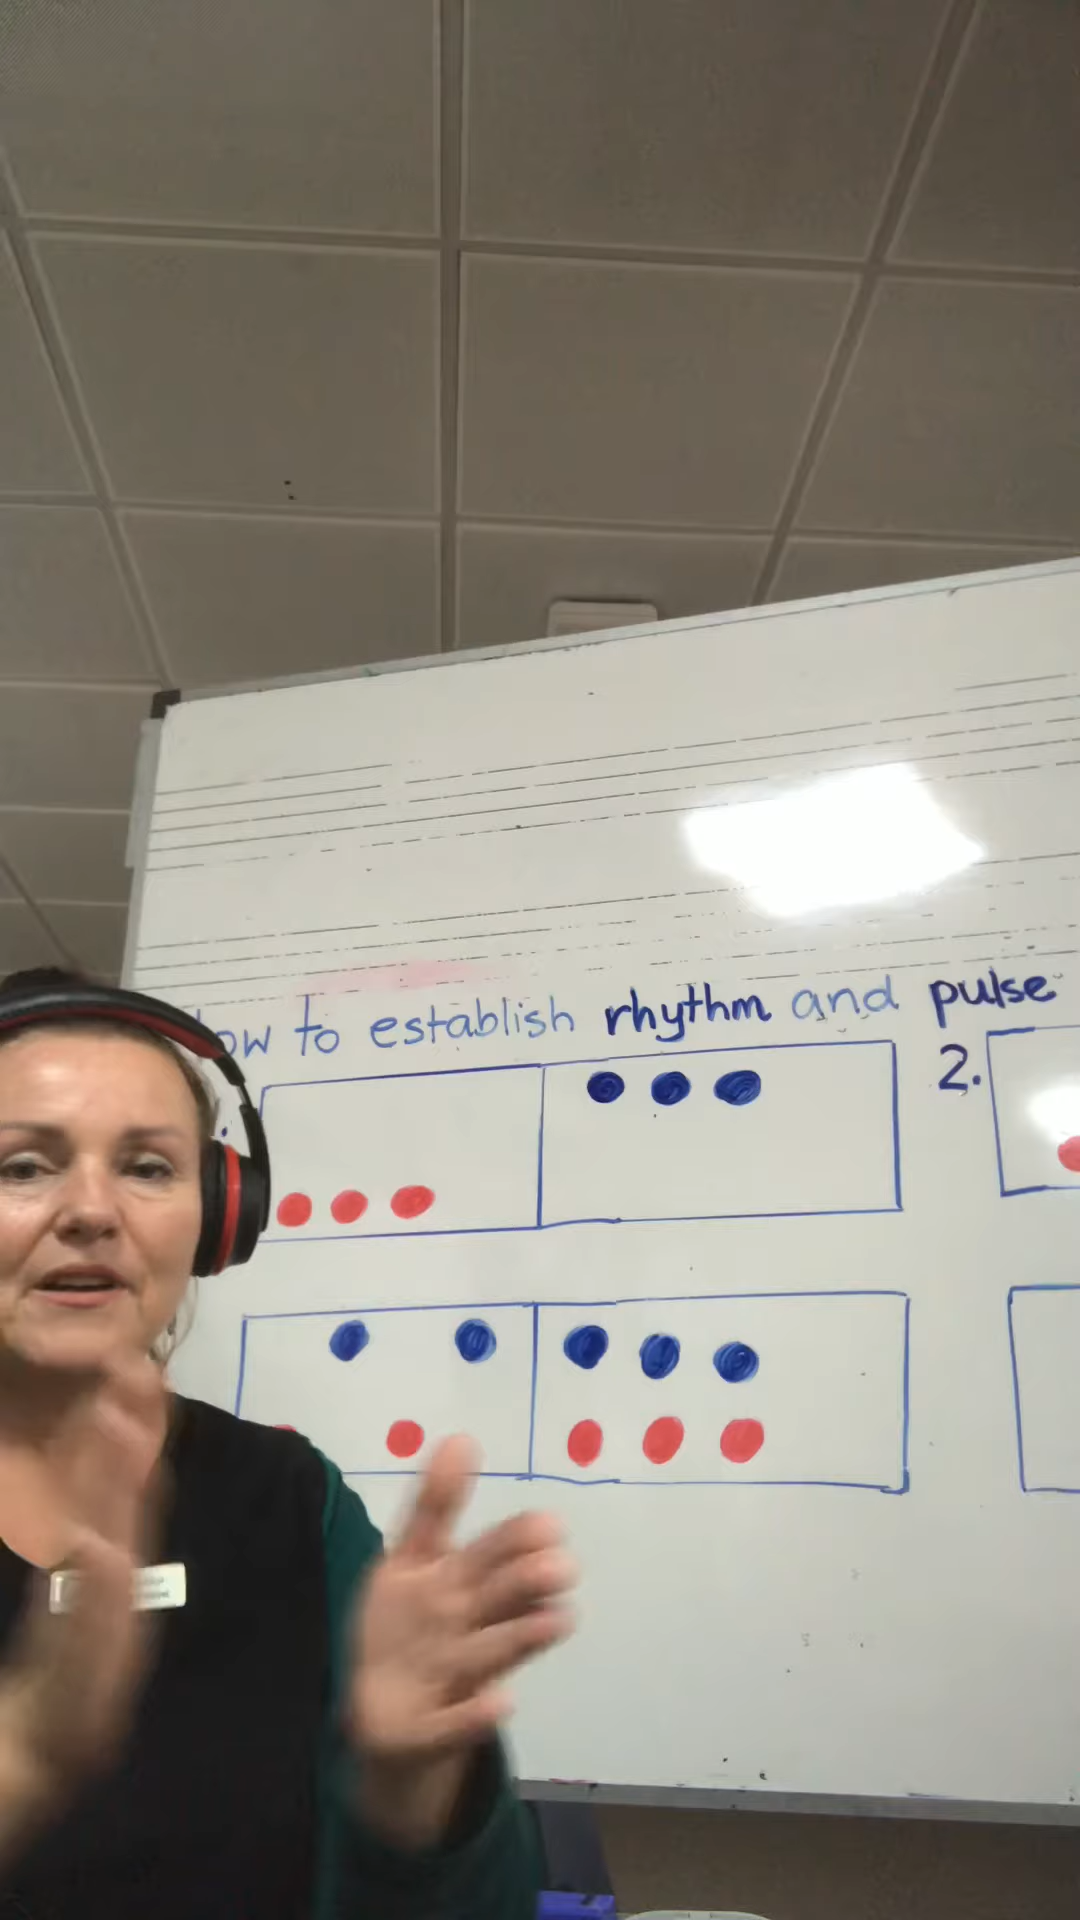 ow to establish rhythm and pulse
2.